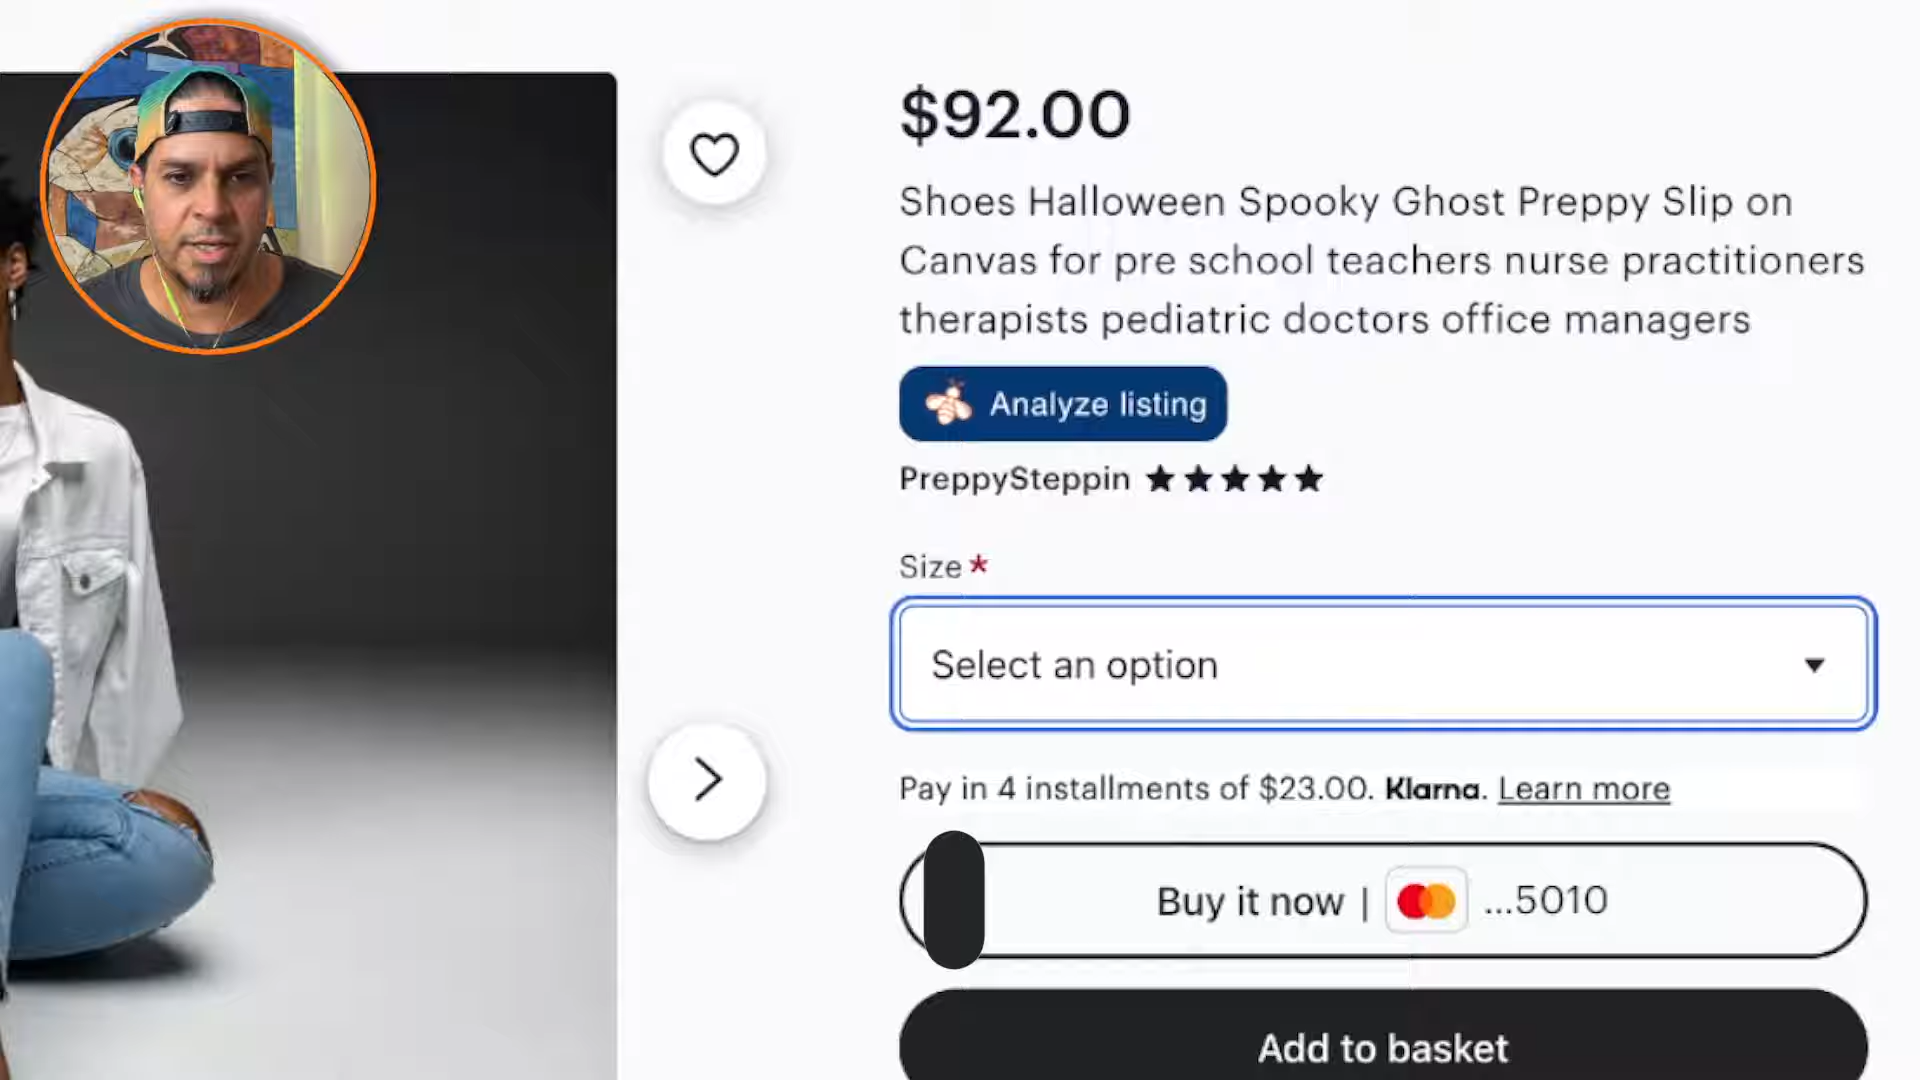 $92.00
Shoes Halloween Spooky Ghost Preppy Slip on
Canvas for pre school teachers nurse practitioners
therapists pediatric doctors office managers
Analyze listing
PreppySteppin
Size *
Select an option
Pay in 4 installments of $23.00. Klarna. Learn more
Buy it now | ...5010
Add to basket